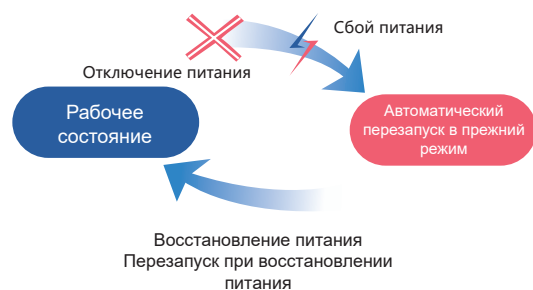 Сбой питания
Отключение питания
Рабочее
состояние
Автоматический
перезапуск в прежний
режим
Восстановление питания
Перезапуск при восстановлении
питания